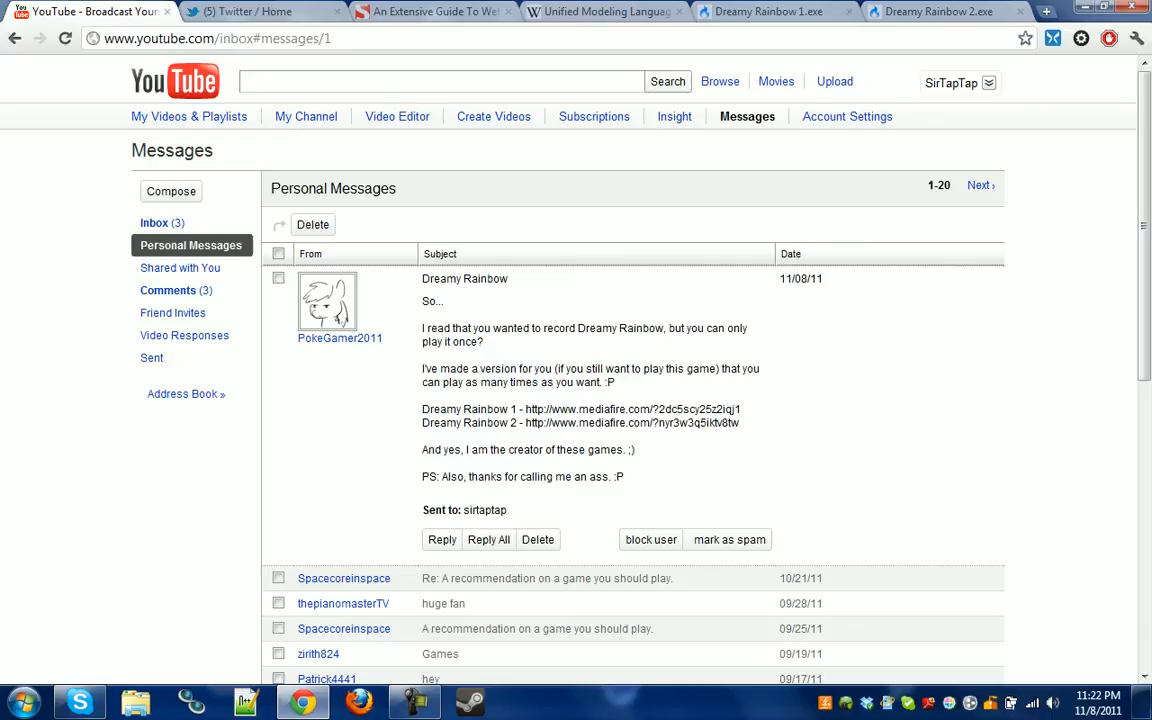 YouTube - Broadcast Your
(5) Twitter / Home
An Extensive Guide To We
Unified Modeling Languag
Dreamy Rainbow 1.exe
Dreamy Rainbow 2.exe
www.youtube.com/inbox#messages/1
YouTube
Search
Browse
Movies
Upload
SirTapTap
My Videos & Playlists
My Channel
Video Editor
Create Videos
Subscriptions
Insight
Messages
Account Settings
Messages
Compose
Inbox (3)
Personal Messages
Shared with You
Comments (3)
Friend Invites
Video Responses
Sent
Address Book »
Personal Messages
1-20
Next ›
Delete
From
Subject
Date
PokeGamer2011
Dreamy Rainbow
11/08/11
So...
I read that you wanted to record Dreamy Rainbow, but you can only
play it once?
I've made a version for you (if you still want to play this game) that you
can play as many times as you want. :P
Dreamy Rainbow 1 - http://www.mediafire.com/?2dc5scy25z2iqj1
Dreamy Rainbow 2 - http://www.mediafire.com/?nyr3w3q5iktv8tw
And yes, I am the creator of these games. ;)
PS: Also, thanks for calling me an ass. :P
Sent to: sirtaptap
Reply
Reply All
Delete
block user
mark as spam
Spacecoreinspace
Re: A recommendation on a game you should play.
10/21/11
thepianomasterTV
huge fan
09/28/11
Spacecoreinspace
A recommendation on a game you should play.
09/25/11
zirith824
Games
09/19/11
Patrick4441
hey
09/17/11
11:22 PM
11/8/2011